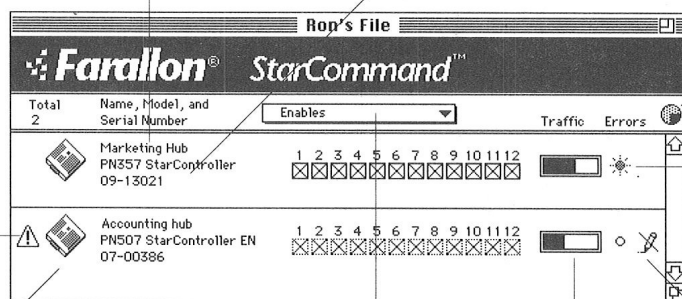 Ron's File
Farallon® StarCommand™
Total Name, Model, and Enables
2 Serial Number Traffic Errors
Marketing Hub
PN357 StarController
09-13021
1 2 3 4 5 6 7 8 9 10 11 12
Accounting hub
PN507 StarController EN
07-00386
1 2 3 4 5 6 7 8 9 10 11 12